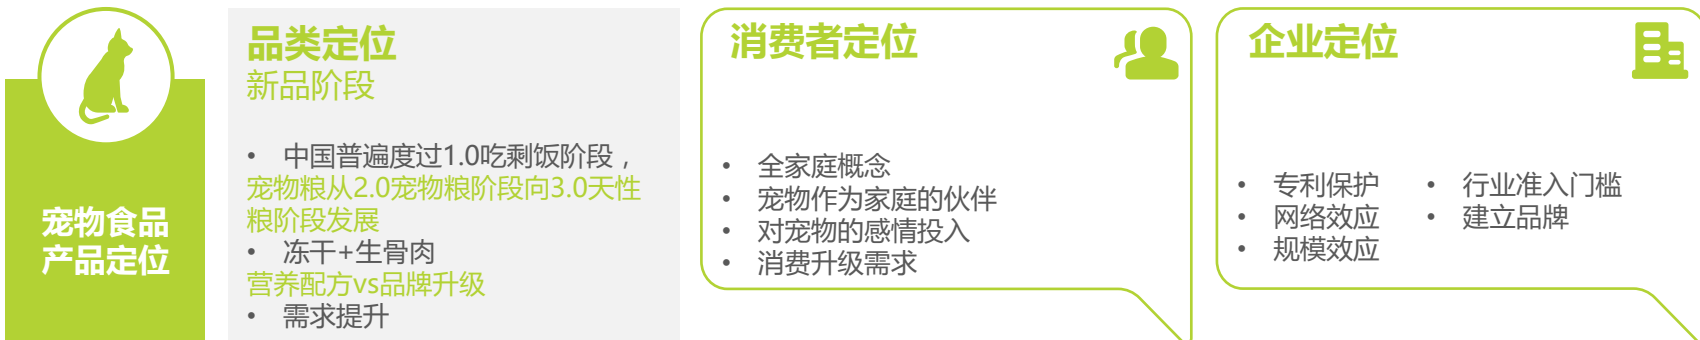 宠物食品
产品定位
品类定位
新品阶段
• 中国普遍度过1.0吃剩饭阶段，
宠物粮从2.0宠物粮阶段向3.0天性
粮阶段发展
• 冻干+生骨肉
营养配方vs品牌升级
• 需求提升
消费者定位
• 全家庭概念
• 宠物作为家庭的伙伴
• 对宠物的感情投入
• 消费升级需求
企业定位
• 专利保护
• 网络效应
• 规模效应
• 行业准入门槛
• 建立品牌